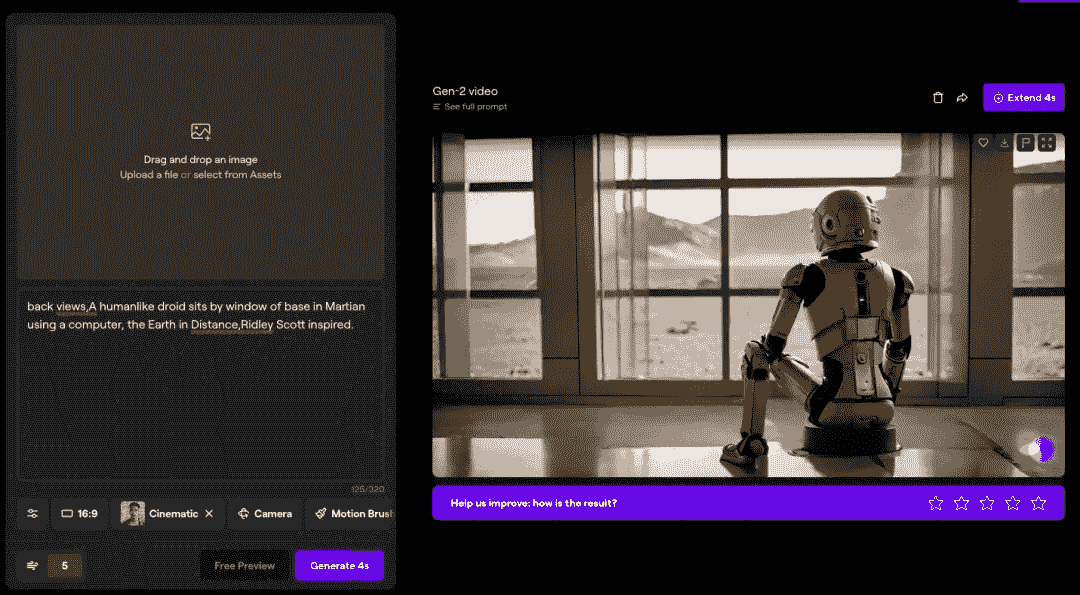 Drag and drop an image
Upload a file or select from Assets
back views,A humanlike droid sits by window of base in Martian
using a computer, the Earth in Distance,Ridley Scott inspired.
125/320
16:9
Cinematic
Camera
Motion Brush
5
Free Preview
Generate 4s
Gen-2 video
See full prompt
Extend 4s
Help us improve: how is the result?